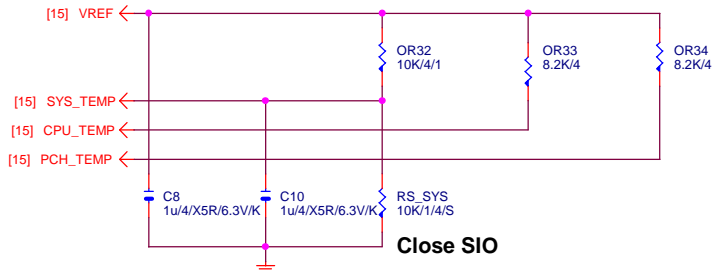 [15] VREF
OR32
10K/4/1
OR33
8.2K/4
OR34
8.2K/4
[15] SYS_TEMP
[15] CPU_TEMP
[15] PCH_TEMP
C8
1u/4/X5R/6.3V/K
C10
1u/4/X5R/6.3V/K
RS_SYS
10K/1/4/S
Close SIO